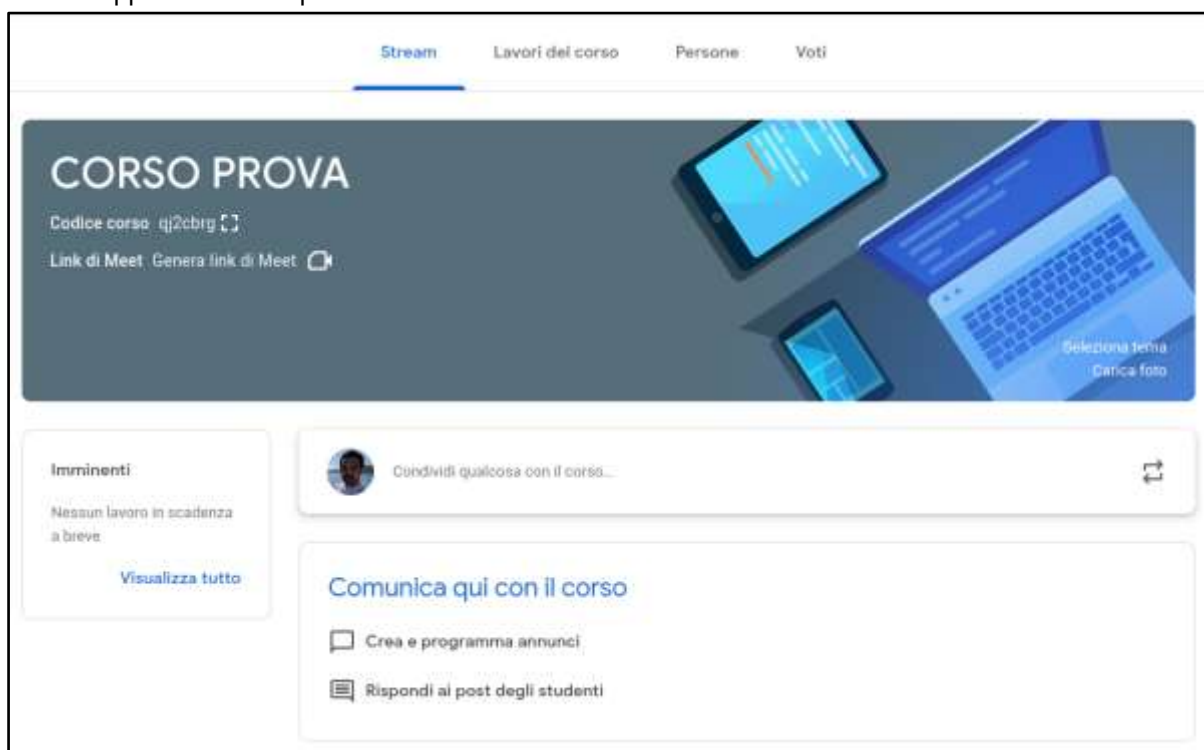 Stream Lavori del corso Persone Voti
CORSO PROVA
Codice corso qj2cbrg
Link di Meet Genera link di Meet
Seleziona tema
Carica foto
Imminenti
Nessun lavoro in scadenza
a breve
Visualizza tutto
Condividi qualcosa con il corso...
Comunica qui con il corso
Crea e programma annunci
Rispondi ai post degli studenti